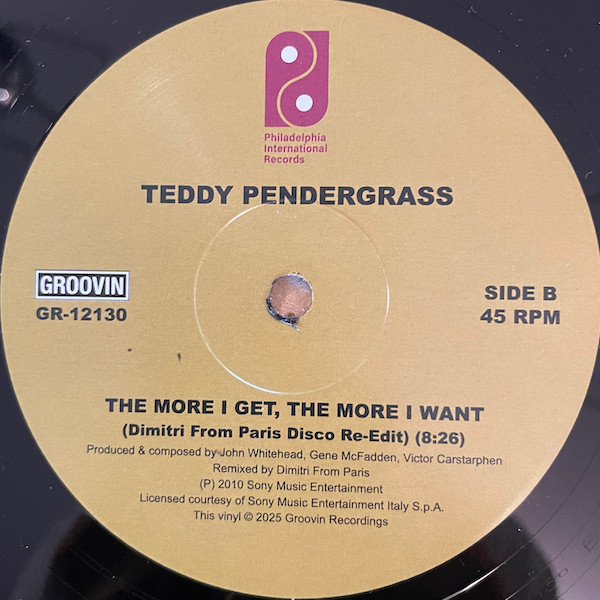 Philadelphia
International
Records
TEDDY PENDERGRASS
GROOVIN
GR-12130
SIDE B
45 RPM
THE MORE I GET, THE MORE I WANT
(Dimitri From Paris Disco Re-Edit) (8:26)
Produced & composed by John Whitehead, Gene McFadden, Victor Carstarphen
Remixed by Dimitri From Paris
(P) 2010 Sony Music Entertainment
Licensed courtesy of Sony Music Entertainment Italy S.p.A.
This vinyl © 2025 Groovin Recordings